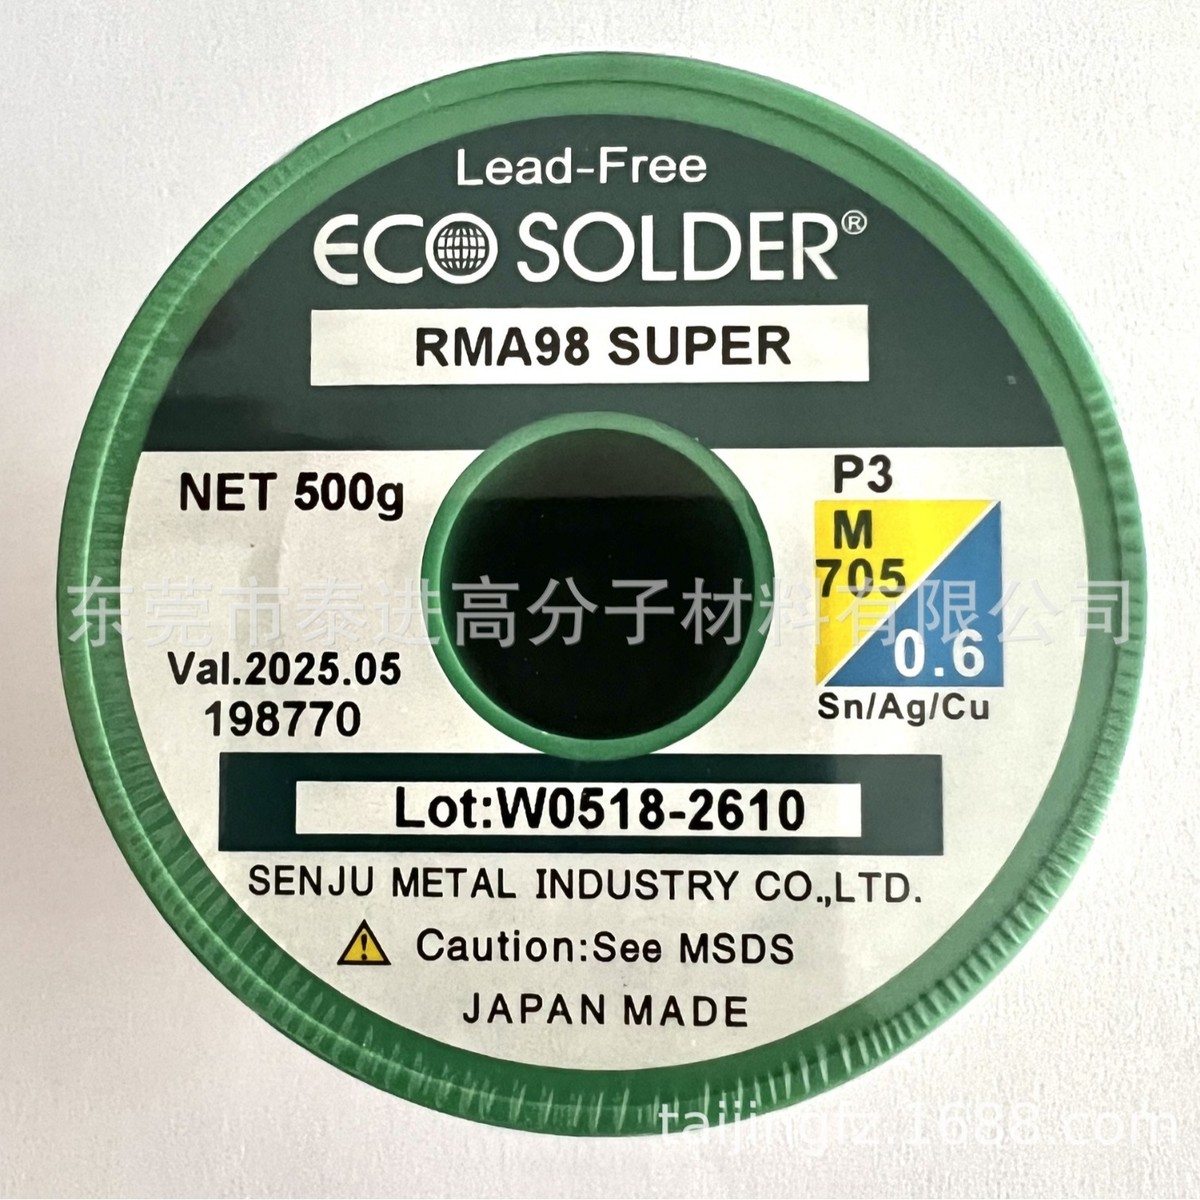 Lead-Free
ECO SOLDER®
RMA98 SUPER
NET 500g
P3
M
705
0.6
Sn/Ag/Cu
东莞市泰进高分子材料有限公司
Val.2025.05
198770
Lot:W0518-2610
SENJU METAL INDUSTRY CO.,LTD.
Caution:See MSDS
JAPAN MADE
taijingfz.1688.com